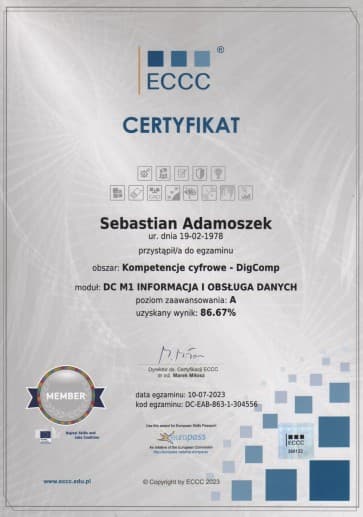 ®
ECCC
CERTYFIKAT
Sebastian Adamoszek
ur. dnia 19-02-1978
przystąpił/a do egzaminu
obszar: Kompetencje cyfrowe - DigComp
moduł: DC M1 INFORMACJA I OBSŁUGA DANYCH
poziom zaawansowania: A
uzyskany wynik: 86.67%
Dyrektor ds. Certyfikacji ECCC
dr inż. Marek Miłosz
data egzaminu: 10-07-2023
kod egzaminu: DC-EAB-863-1-304556
MEMBER
Digital Skills and
Jobs Coalition
Use this award for European Skills Passport
europass
An initiative of the European Commission
ECCC
www.eccc.edu.pl
© Copyright by ECCC 2023